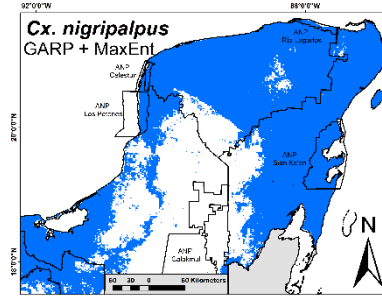 92°0'0"W
88°0'0"W
Cx. nigripalpus
GARP + MaxEnt
ANP
Ria Lagartos
ANP
Celestun
ANP
Los Petenes
20°0'0"N
ANP
Sian Ka'an
ANP
Calakmul
18°0'0"N
60 30 0 60 Kilometers
N